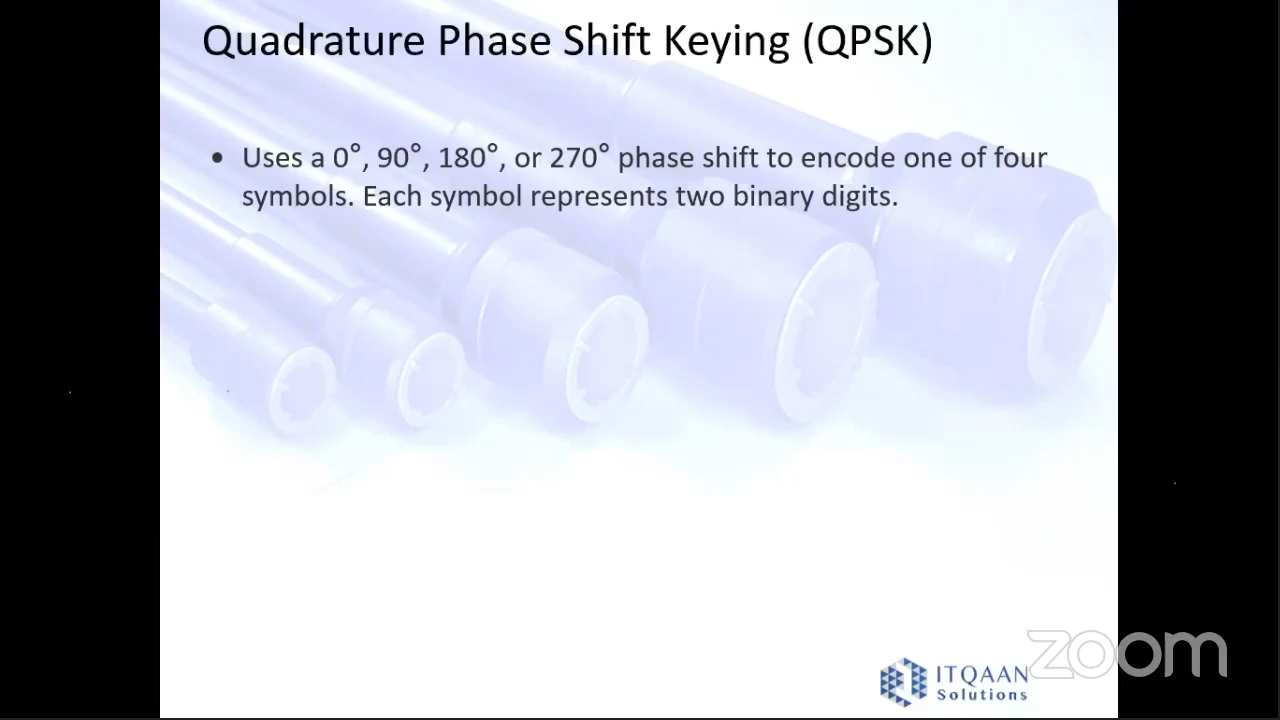 Quadrature Phase Shift Keying (QPSK)
• Uses a 0°, 90°, 180°, or 270° phase shift to encode one of four
symbols. Each symbol represents two binary digits.
ITQAAN
Solutions
zoom